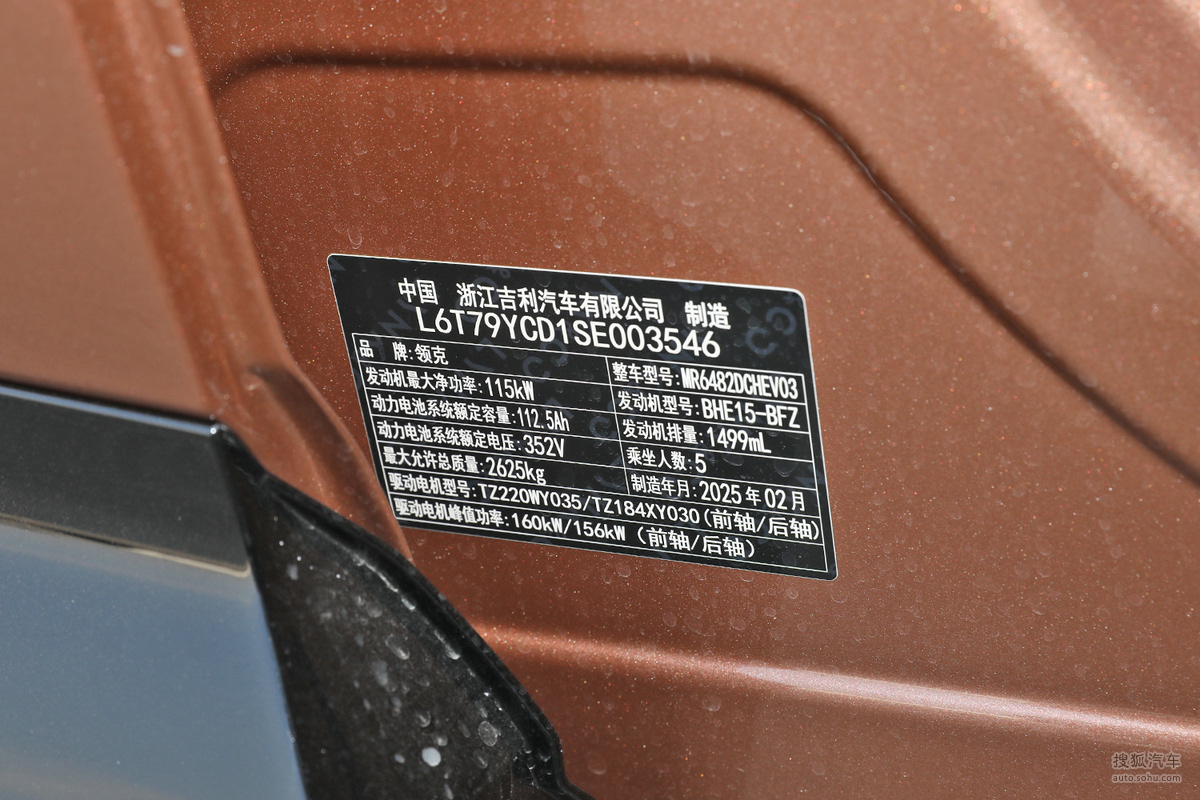 中国 浙江吉利汽车有限公司 制造
L6T79YCD1SE003546
品 牌:领克
整车型号:MR6482DCHEV03
发动机最大净功率:115kW
发动机型号:BHE15-BFZ
动力电池系统额定容量:112.5Ah
发动机排量:1499mL
动力电池系统额定电压:352V
乘坐人数:5
最大允许总质量:2625kg
制造年月:2025年02月
驱动电机型号:TZ220WY035/TZ184XY030(前轴/后轴)
驱动电机峰值功率:160kW/156kW (前轴/后轴)
搜狐汽车
auto.sohu.com